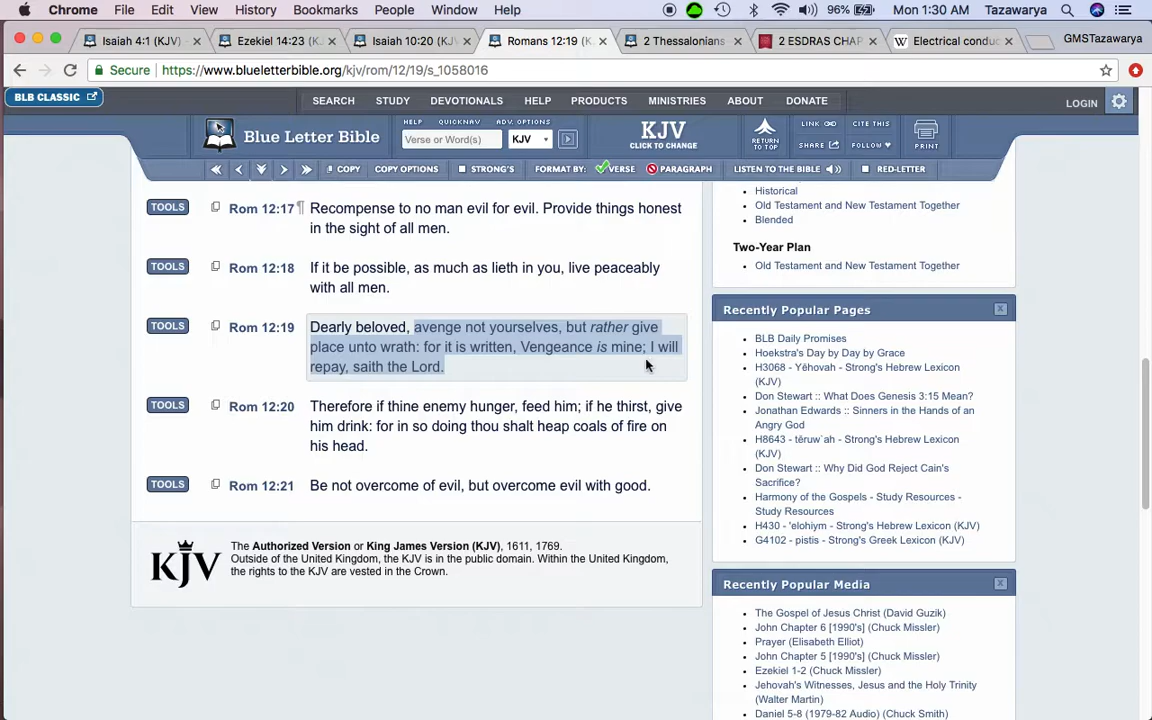 Chrome File Edit View History Bookmarks People Window Help 96% Mon 1:30 AM Tazawarya
Isaiah 4:1 (KJV) × Ezekiel 14:23 (K × Isaiah 10:20 (KJV × Romans 12:19 (K × 2 Thessalonians × 2 ESDRAS CHAP × W Electrical conduc × GMSTazawarya
Secure https://www.blueletterbible.org/kjv/rom/12/19/s_1058016
BLB CLASSIC SEARCH STUDY DEVOTIONALS HELP PRODUCTS MINISTRIES ABOUT DONATE LOGIN
Blue Letter Bible
HELP QUICKNAV ADV. OPTIONS
Verse or Word(s) KJV
KJV
CLICK TO CHANGE
RETURN
TO TOP
LINK CITE THIS
SHARE FOLLOW
PRINT
COPY COPY OPTIONS STRONG'S FORMAT BY: VERSE PARAGRAPH LISTEN TO THE BIBLE RED-LETTER
TOOLS Rom 12:17 ¶ Recompense to no man evil for evil. Provide things honest
in the sight of all men.
TOOLS Rom 12:18 If it be possible, as much as lieth in you, live peaceably
with all men.
TOOLS Rom 12:19 Dearly beloved, avenge not yourselves, but rather give
place unto wrath: for it is written, Vengeance is mine; I will
repay, saith the Lord.
TOOLS Rom 12:20 Therefore if thine enemy hunger, feed him; if he thirst, give
him drink: for in so doing thou shalt heap coals of fire on
his head.
TOOLS Rom 12:21 Be not overcome of evil, but overcome evil with good.
KJV
The Authorized Version or King James Version (KJV), 1611, 1769.
Outside of the United Kingdom, the KJV is in the public domain. Within the United Kingdom,
the rights to the KJV are vested in the Crown.
Historical
Old Testament and New Testament Together
Blended
Two-Year Plan
Old Testament and New Testament Together
Recently Popular Pages x
BLB Daily Promises
Hoekstra's Day by Day by Grace
H3068 - Yĕhovah - Strong's Hebrew Lexicon
(KJV)
Don Stewart :: What Does Genesis 3:15 Mean?
Jonathan Edwards :: Sinners in the Hands of an
Angry God
H8643 - tĕruw`ah - Strong's Hebrew Lexicon
(KJV)
Don Stewart :: Why Did God Reject Cain's
Sacrifice?
Harmony of the Gospels - Study Resources -
Study Resources
H430 - 'elohiym - Strong's Hebrew Lexicon (KJV)
G4102 - pistis - Strong's Greek Lexicon (KJV)
Recently Popular Media x
The Gospel of Jesus Christ (David Guzik)
John Chapter 6 [1990's] (Chuck Missler)
Prayer (Elisabeth Elliot)
John Chapter 5 [1990's] (Chuck Missler)
Ezekiel 1-2 (Chuck Missler)
Jehovah's Witnesses, Jesus and the Holy Trinity
(Walter Martin)
Daniel 5-8 (1979-82 Audio) (Chuck Smith)